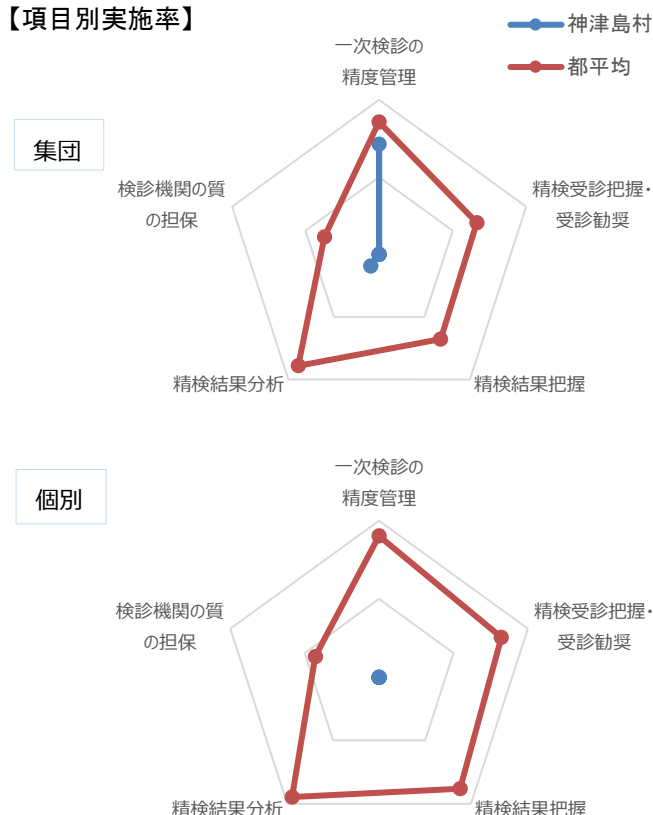 【項目別実施率】
神津島村
都平均
集団
一次検診の
精度管理
検診機関の質
の担保
精検受診把握・
受診勧奨
精検結果分析
精検結果把握
個別
一次検診の
精度管理
検診機関の質
の担保
精検受診把握・
受診勧奨
精検結果分析
精検結果把握